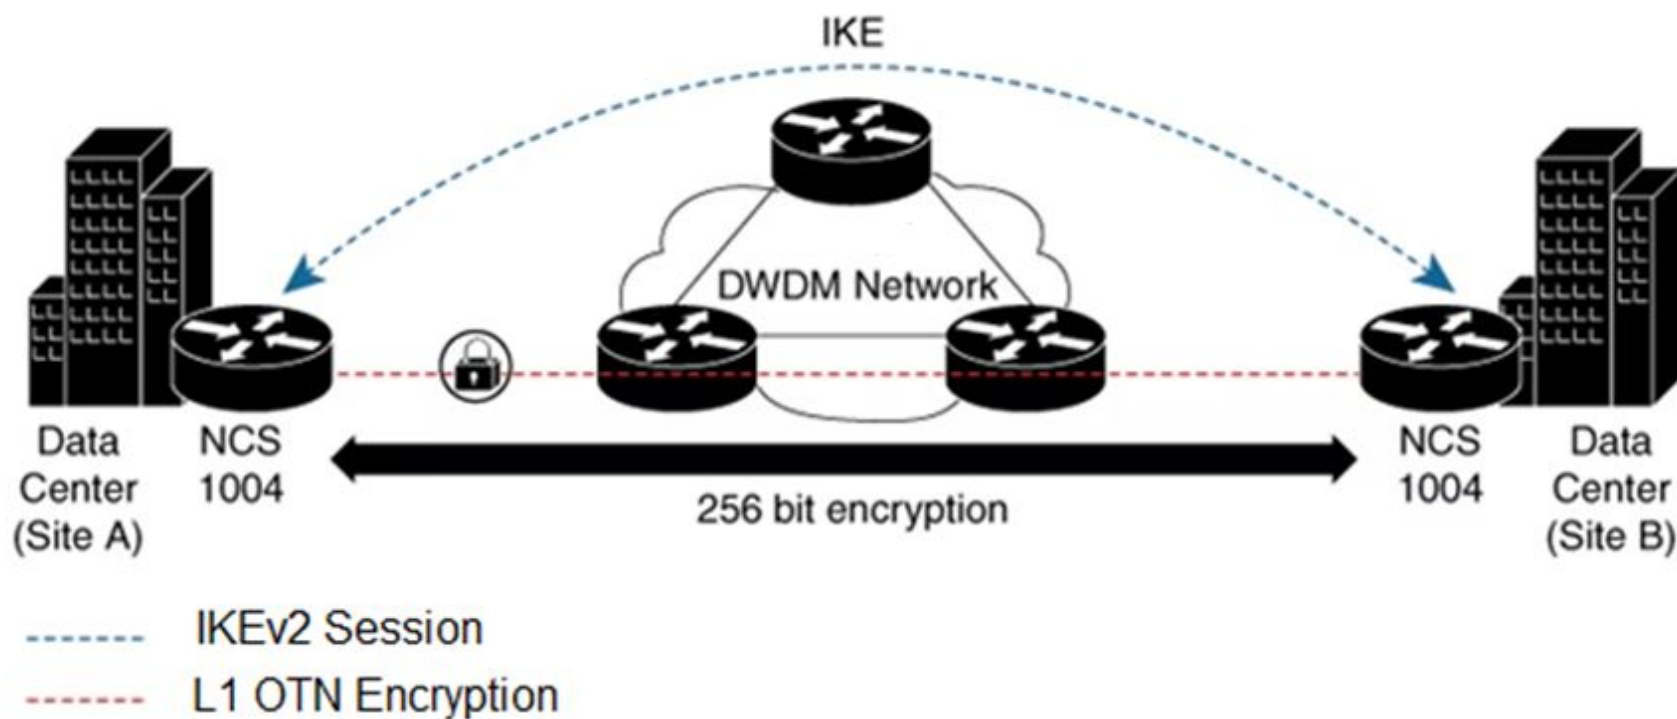 IKE
DWDM Network
Data
Center
(Site A)
NCS
1004
256 bit encryption
NCS
1004
Data
Center
(Site B)
IKEv2 Session
L1 OTN Encryption